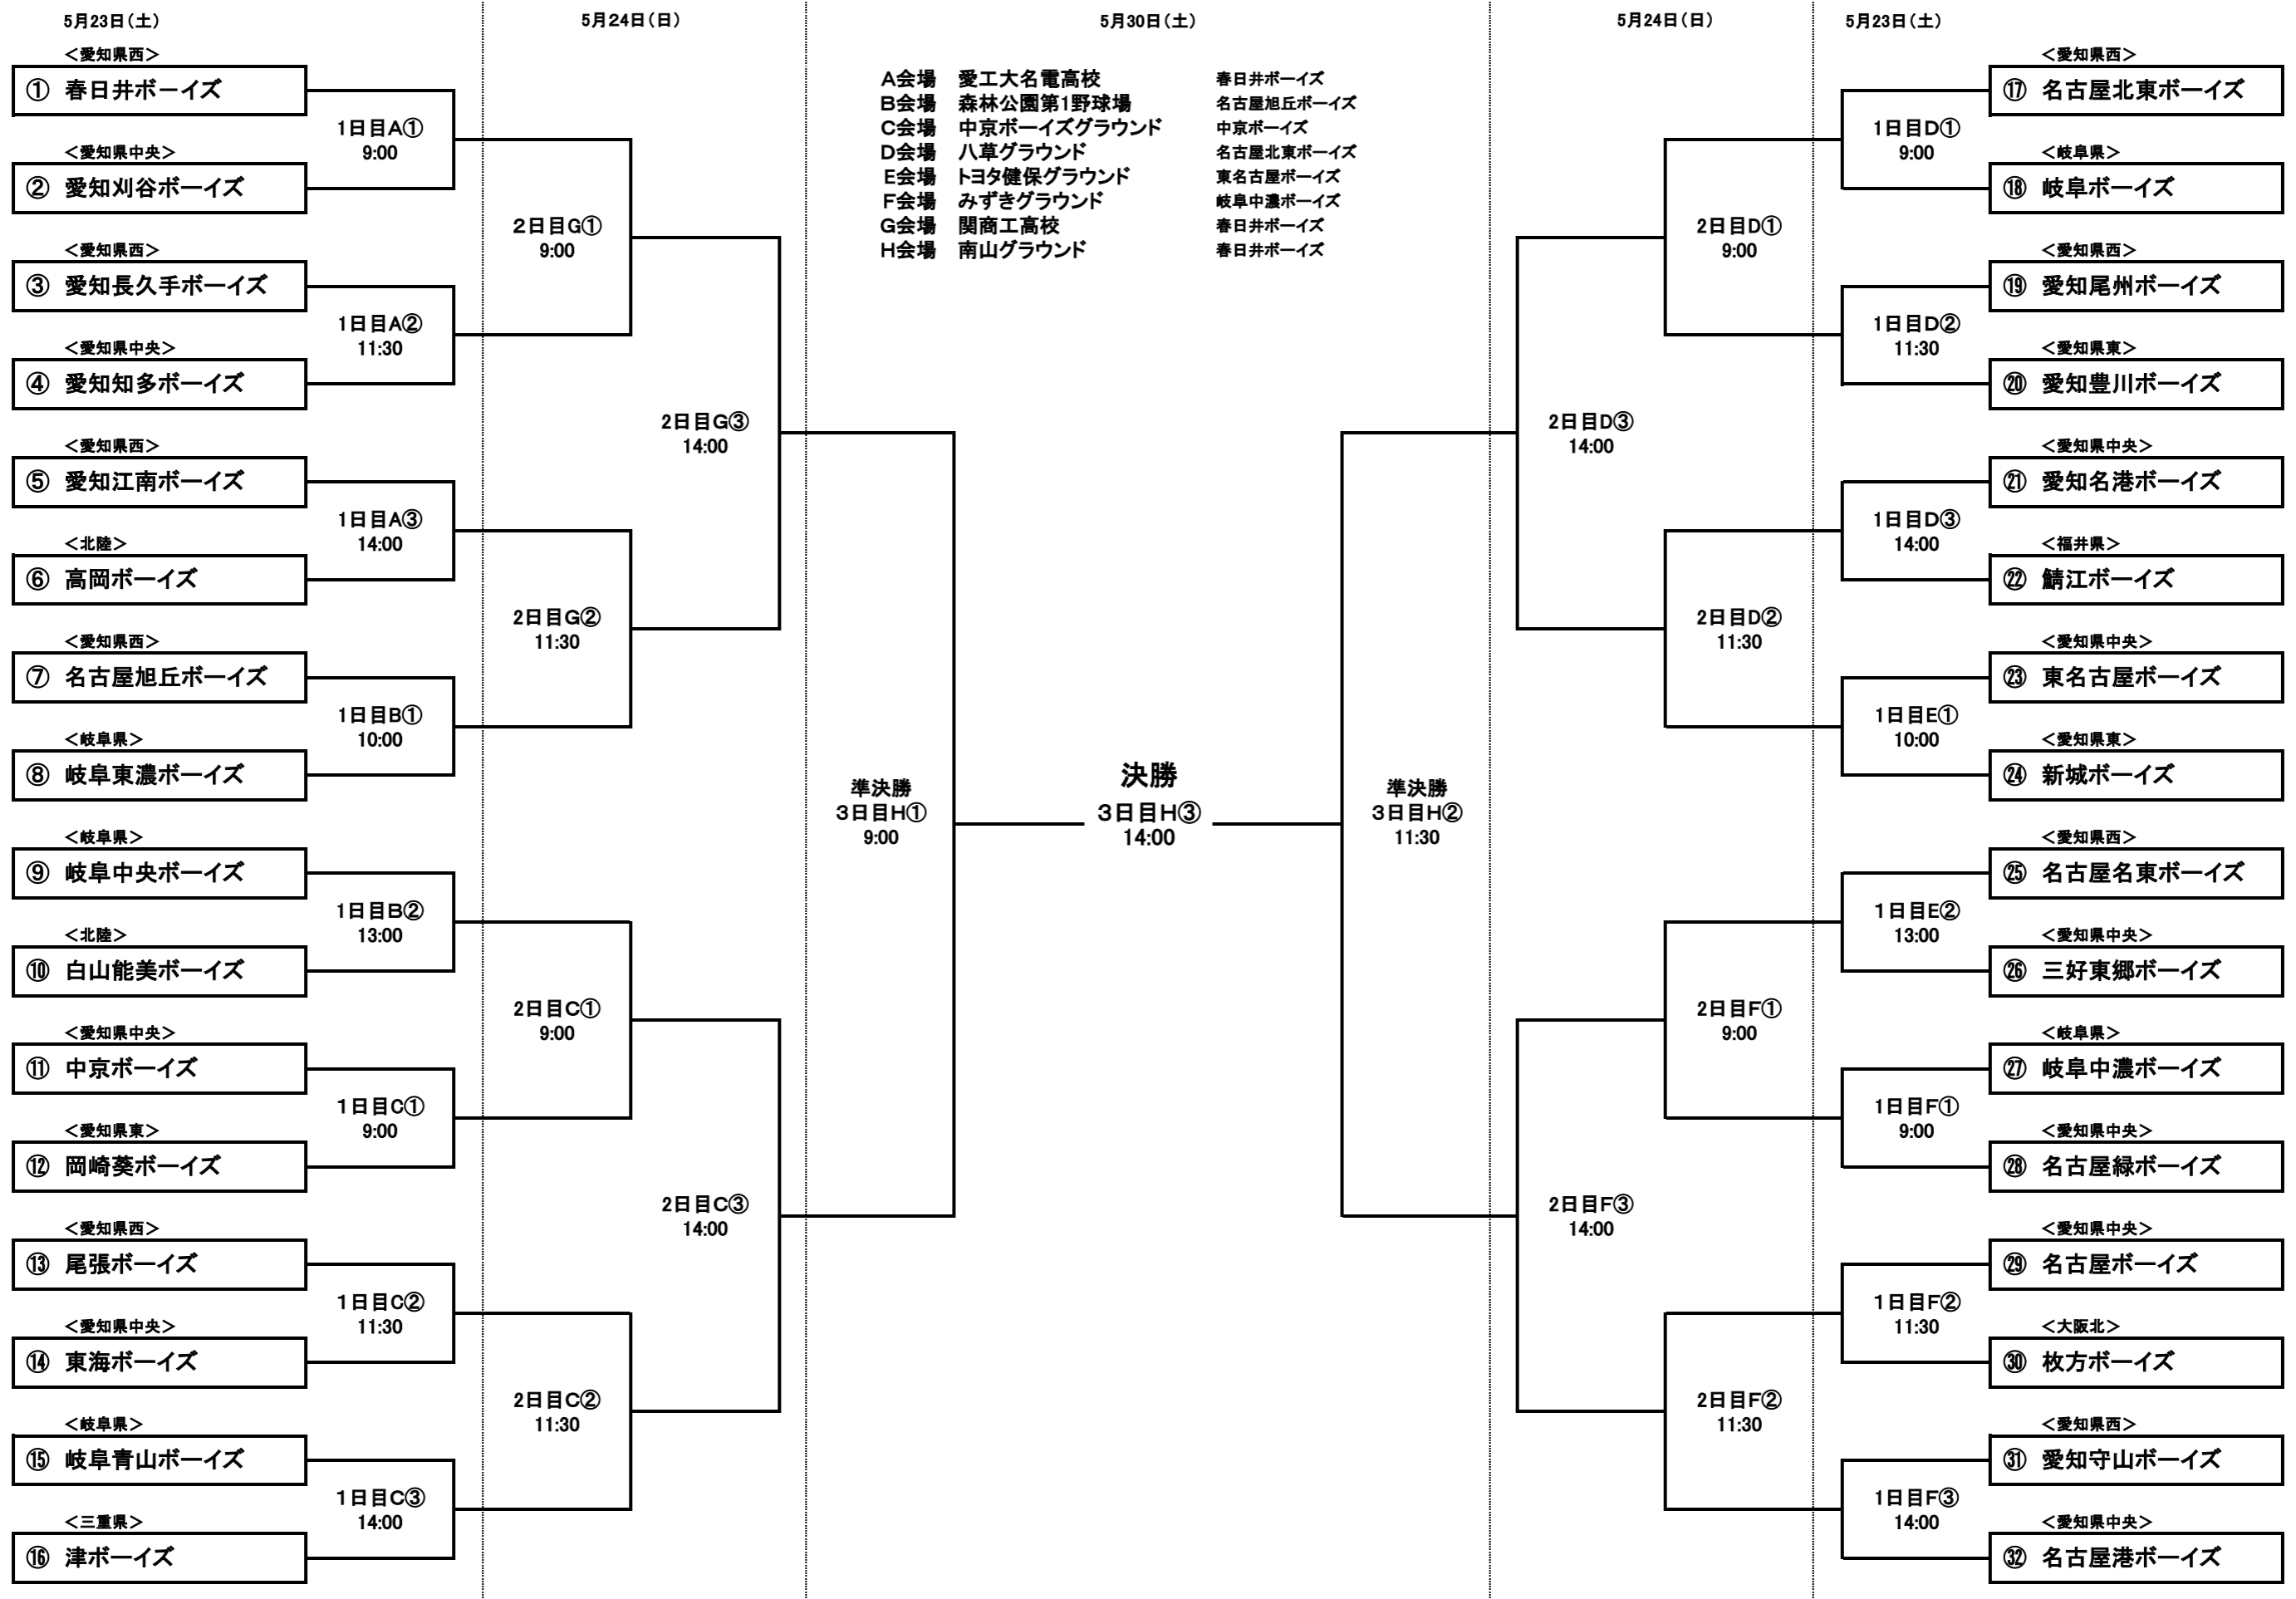 5月23日(土)
5月24日(日)
5月30日(土)
5月24日(日)
5月23日(土)
A会場 愛工大名電高校 春日井ボーイズ
B会場 森林公園第1野球場 名古屋旭丘ボーイズ
C会場 中京ボーイズグラウンド 中京ボーイズ
D会場 八草グラウンド 名古屋北東ボーイズ
E会場 トヨタ健保グラウンド 東名古屋ボーイズ
F会場 みずきグラウンド 岐阜中濃ボーイズ
G会場 関商工高校 春日井ボーイズ
H会場 南山グラウンド 春日井ボーイズ
<愛知県西>
① 春日井ボーイズ
1日目A①
9:00
<愛知県中央>
② 愛知刈谷ボーイズ
2日目G①
9:00
<愛知県西>
③ 愛知長久手ボーイズ
1日目A②
11:30
<愛知県中央>
④ 愛知知多ボーイズ
2日目G③
14:00
<愛知県西>
⑤ 愛知江南ボーイズ
1日目A③
14:00
<北陸>
⑥ 高岡ボーイズ
2日目G②
11:30
<愛知県西>
⑦ 名古屋旭丘ボーイズ
1日目B①
10:00
<岐阜県>
⑧ 岐阜東濃ボーイズ
準決勝
3日目H①
9:00
<岐阜県>
⑨ 岐阜中央ボーイズ
1日目B②
13:00
<北陸>
⑩ 白山能美ボーイズ
2日目C①
9:00
<愛知県中央>
⑪ 中京ボーイズ
1日目C①
9:00
<愛知県東>
⑫ 岡崎葵ボーイズ
2日目C③
14:00
<愛知県西>
⑬ 尾張ボーイズ
1日目C②
11:30
<愛知県中央>
⑭ 東海ボーイズ
2日目C②
11:30
<岐阜県>
⑮ 岐阜青山ボーイズ
1日目C③
14:00
<三重県>
⑯ 津ボーイズ
決勝
3日目H③
14:00
<愛知県西>
⑰ 名古屋北東ボーイズ
1日目D①
9:00
<岐阜県>
⑱ 岐阜ボーイズ
2日目D①
9:00
<愛知県西>
⑲ 愛知尾州ボーイズ
1日目D②
11:30
<愛知県東>
⑳ 愛知豊川ボーイズ
2日目D③
14:00
<愛知県中央>
㉑ 愛知名港ボーイズ
1日目D③
14:00
<福井県>
㉒ 鯖江ボーイズ
2日目D②
11:30
<愛知県中央>
㉓ 東名古屋ボーイズ
1日目E①
10:00
<愛知県東>
㉔ 新城ボーイズ
準決勝
3日目H②
11:30
<愛知県西>
㉕ 名古屋名東ボーイズ
1日目E②
13:00
<愛知県中央>
㉖ 三好東郷ボーイズ
2日目F①
9:00
<岐阜県>
㉗ 岐阜中濃ボーイズ
1日目F①
9:00
<愛知県中央>
㉘ 名古屋緑ボーイズ
2日目F③
14:00
<愛知県中央>
㉙ 名古屋ボーイズ
1日目F②
11:30
<大阪北>
㉚ 枚方ボーイズ
2日目F②
11:30
<愛知県西>
㉛ 愛知守山ボーイズ
1日目F③
14:00
<愛知県中央>
㉜ 名古屋港ボーイズ